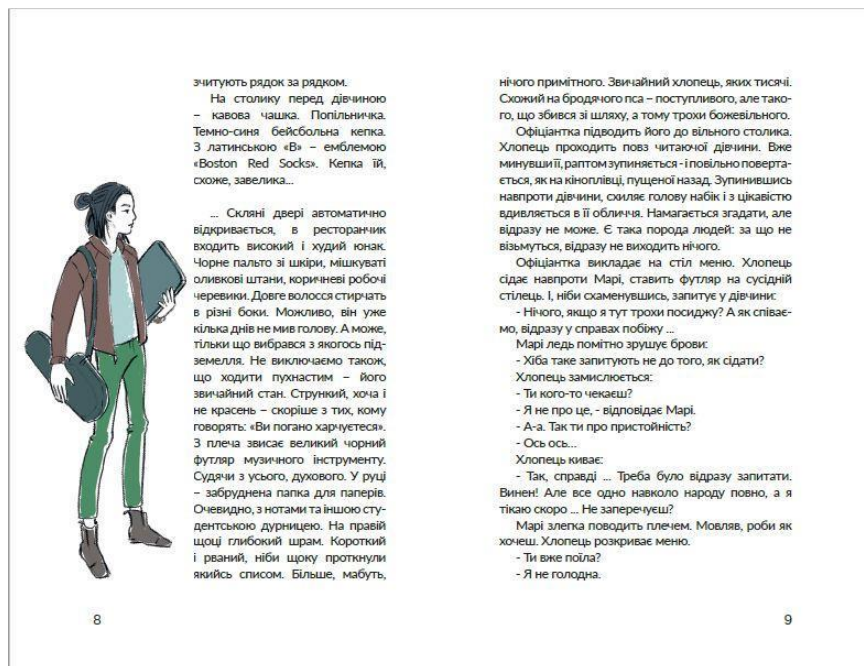 зчитують рядок за рядком.
На столику перед дівчиною
– кавова чашка. Попільничка.
Темно-синя бейсбольна кепка.
З латинською «В» – емблемою
«Boston Red Socks». Кепка їй,
схоже, завелика...
... Скляні двері автоматично
відкривається, в ресторанчик
входить високий і худий юнак.
Чорне пальто зі шкіри, мішкуваті
оливкові штани, коричневі робочі
черевики. Довге волосся стирчать
в різні боки. Можливо, він уже
кілька днів не мив голову. А може,
тільки що вибрався з якогось під-
земелля. Не виключаємо також,
що ходити пухнастим – його
звичайний стан. Стрункий, хоча і
не красень – скоріше з тих, кому
говорять: «Ви погано харчуєтеся».
З плеча звисає великий чорний
футляр музичного інструменту.
Судячи з усього, духового. У руці
– забруднена папка для паперів.
Очевидно, з нотами та іншою сту-
дентською дурницею. На правій
щоці глибокий шрам. Короткий
і рваний, ніби щоку проткнули
якийсь списом. Більше, мабуть,
8
нічого примітного. Звичайний хлопець, яких тисячі.
Схожий на бродячого пса – поступливого, але тако-
го, що збився зі шляху, а тому трохи божевільного.
Офіціантка підводить його до вільного столика.
Хлопець проходить повз читаючої дівчини. Вже
минувши її, раптом зупиняється - і повільно поверта-
ється, як на кіноплівці, пущеної назад. Зупинившись
навпроти дівчини, схиляє голову набік і з цікавістю
вдивляється в її обличчя. Намагається згадати, але
відразу не може. Є така порода людей: за що не
візьмуться, відразу не виходить нічого.
Офіціантка викладає на стіл меню. Хлопець
сідає навпроти Марі, ставить футляр на сусідній
стілець. І, ніби схаменувшись, запитує у дівчини:
- Нічого, якщо я тут трохи посиджу? А як співає-
мо, відразу у справах побіжу ...
Марі ледь помітно зрушує брови:
- Хіба таке запитують не до того, як сідати?
Хлопець замислюється:
- Ти кого-то чекаєш?
- Я не про це, - відповідає Марі.
- А-а. Так ти про пристойність?
- Ось ось...
Хлопець киває:
- Так, справді ... Треба було відразу запитати.
Винен! Але все одно навколо народу повно, а я
тікаю скоро ... Не заперечуєш?
Марі злегка поводить плечем. Мовляв, роби як
хочеш. Хлопець розкриває меню.
- Ти вже поїла?
- Я не голодна.
9